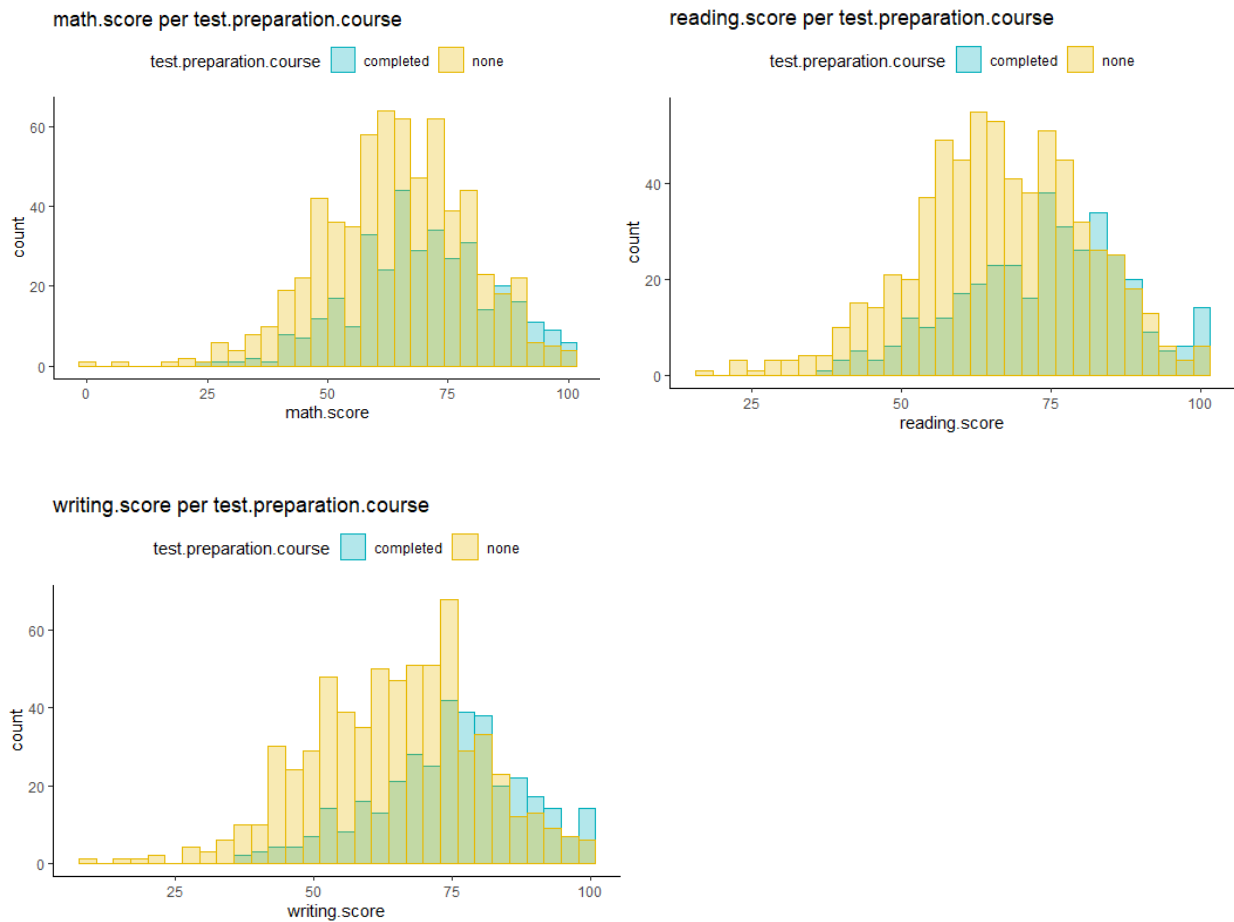 math.score per test.preparation.course
test.preparation.course completed none
60
40
20
0
count
0 25 50 75 100
math.score
reading.score per test.preparation.course
test.preparation.course completed none
40
20
0
count
25 50 75 100
reading.score
writing.score per test.preparation.course
test.preparation.course completed none
60
40
20
0
count
25 50 75 100
writing.score